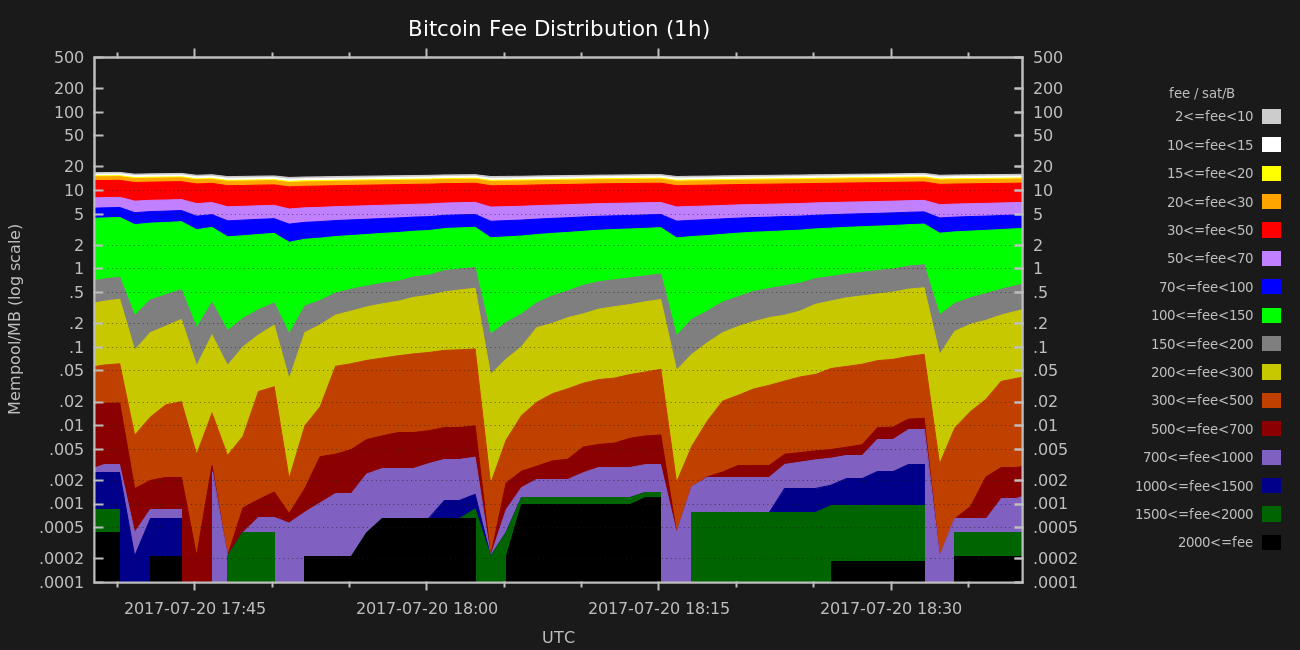 Bitcoin Fee Distribution (1h)
500 500
200 200
100 100
50 50
20 20
10 10
5 5
2 2
1 1
.5 .5
.2 .2
.1 .1
.05 .05
.02 .02
.01 .01
.005 .005
.002 .002
.001 .001
.0005 .0005
.0002 .0002
.0001 .0001
Mempool/MB (log scale)
2017-07-20 17:45 2017-07-20 18:00 2017-07-20 18:15 2017-07-20 18:30
UTC
fee / sat/B
2<=fee<10
10<=fee<15
15<=fee<20
20<=fee<30
30<=fee<50
50<=fee<70
70<=fee<100
100<=fee<150
150<=fee<200
200<=fee<300
300<=fee<500
500<=fee<700
700<=fee<1000
1000<=fee<1500
1500<=fee<2000
2000<=fee